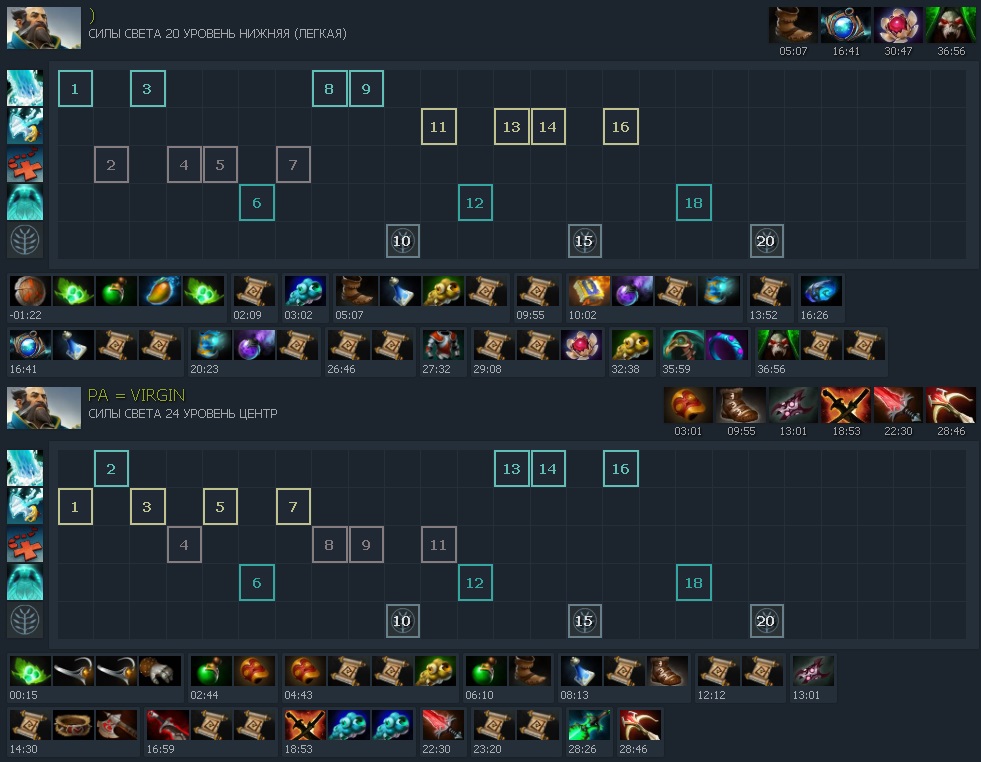 )
СИЛЫ СВЕТА 20 УРОВЕНЬ НИЖНЯЯ (ЛЕГКАЯ)
05:07 16:41 30:47 36:56
1 3 8 9
11 13 14 16
2 4 5 7
6 12 18
10 15 20
-01:22 02:09 03:02 05:07 09:55 10:02 13:52 16:26
16:41 20:23 26:46 27:32 29:08 32:38 35:59 36:56
PA = VIRGIN
СИЛЫ СВЕТА 24 УРОВЕНЬ ЦЕНТР
03:01 09:55 13:01 18:53 22:30 28:46
2 13 14 16
1 3 5 7
4 8 9 11
6 12 18
10 15 20
00:15 02:44 04:43 06:10 08:13 12:12 13:01
14:30 16:59 18:53 22:30 23:20 28:26 28:46